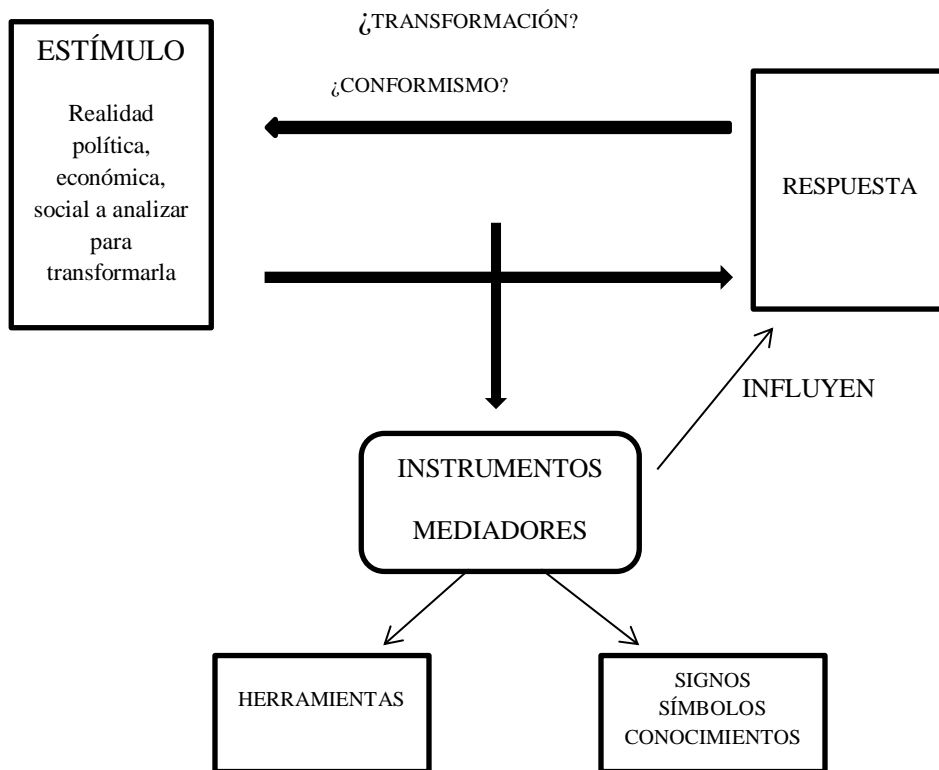 ¿TRANSFORMACIÓN?
ESTÍMULO
Realidad
política,
económica,
social a analizar
para
transformarla
¿CONFORMISMO?
RESPUESTA
INFLUYEN
INSTRUMENTOS
MEDIADORES
HERRAMIENTAS
SIGNOS
SÍMBOLOS
CONOCIMIENTOS